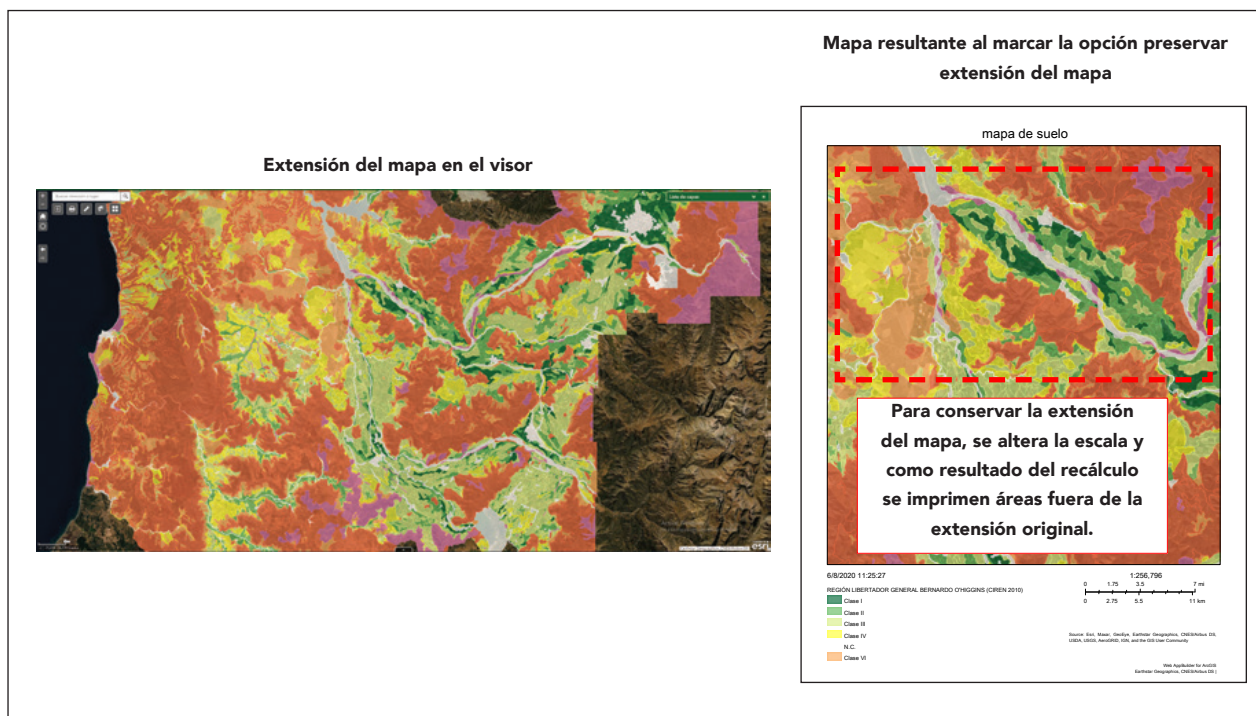 Mapa resultante al marcar la opción preservar
extensión del mapa
Extensión del mapa en el visor
Lista de capas
esri
mapa de suelo
Para conservar la extensión
del mapa, se altera la escala y
como resultado del recálculo
se imprimen áreas fuera de la
extensión original.
6/8/2020 11:25:27
1:256,796
0 1.75 3.5 7 mi
0 2.75 5.5 11 km
REGIÓN LIBERTADOR GENERAL BERNARDO O'HIGGINS (CIREN 2010)
Clase I
Clase II
Clase III
Clase IV
N.C.
Clase VI
Source: Esri, Maxar, GeoEye, Earthstar Geographics, CNES/Airbus DS,
USDA, USGS, AeroGRID, IGN, and the GIS User Community
Web AppBuilder for ArcGIS
Earthstar Geographics, CNES/Airbus DS |